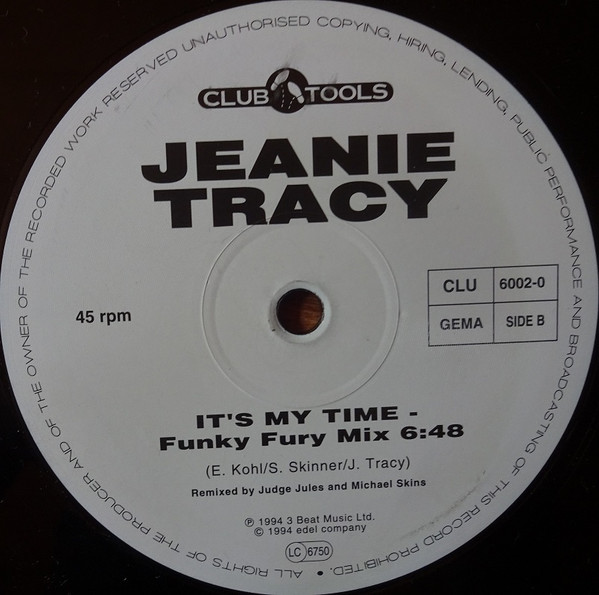 ALL RIGHTS OF THE PRODUCER AND OF THE OWNER OF THE RECORDED WORK RESERVED UNAUTHORISED COPYING, HIRING, LENDING, PUBLIC PERFORMANCE AND BROADCASTING OF THIS RECORD PROHIBITED. •
CLUB TOOLS
JEANIE
TRACY
45 rpm
CLU 6002-0
GEMA SIDE B
IT'S MY TIME -
Funky Fury Mix 6:48
(E. Kohl/S. Skinner/J. Tracy)
Remixed by Judge Jules and Michael Skins
℗ 1994 3 Beat Music Ltd.
© 1994 edel company
LC 6750